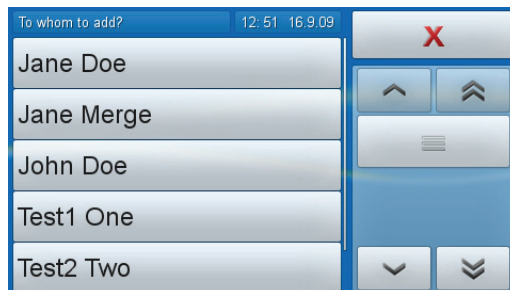 To whom to add? 12:51 16.9.09
X
Jane Doe
Jane Merge
John Doe
Test1 One
Test2 Two